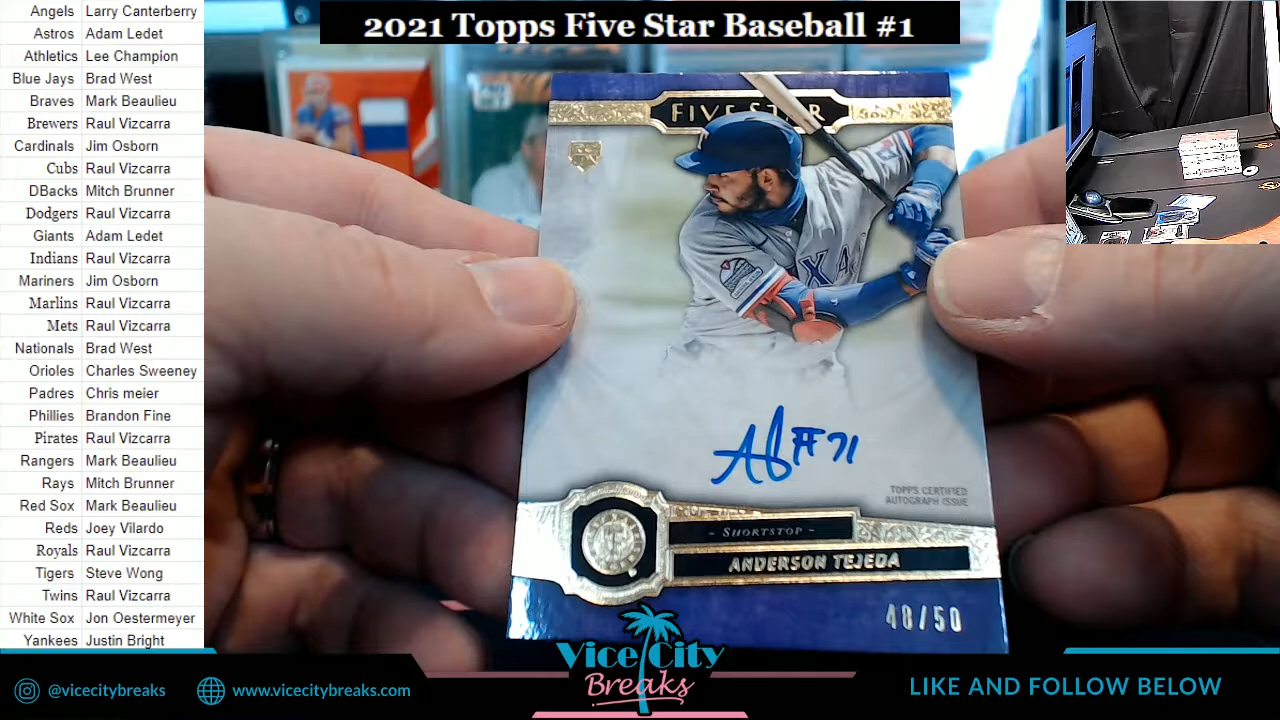 2021 Topps Five Star Baseball #1
Angels Larry Canterberry
Astros Adam Ledet
Athletics Lee Champion
Blue Jays Brad West
Braves Mark Beaulieu
Brewers Raul Vizcarra
Cardinals Jim Osborn
Cubs Raul Vizcarra
DBacks Mitch Brunner
Dodgers Raul Vizcarra
Giants Adam Ledet
Indians Raul Vizcarra
Mariners Jim Osborn
Marlins Raul Vizcarra
Mets Raul Vizcarra
Nationals Brad West
Orioles Charles Sweeney
Padres Chris meier
Phillies Brandon Fine
Pirates Raul Vizcarra
Rangers Mark Beaulieu
Rays Mitch Brunner
Red Sox Mark Beaulieu
Reds Joey Vilardo
Royals Raul Vizcarra
Tigers Steve Wong
Twins Raul Vizcarra
White Sox Jon Oestermeyer
Yankees Justin Bright
FIVE STAR
#71
TOPPS CERTIFIED
AUTOGRAPH ISSUE
- SHORTSTOP -
ANDERSON TEJEDA
48/50
Vice City
Breaks
@vicecitybreaks
www.vicecitybreaks.com
LIKE AND FOLLOW BELOW